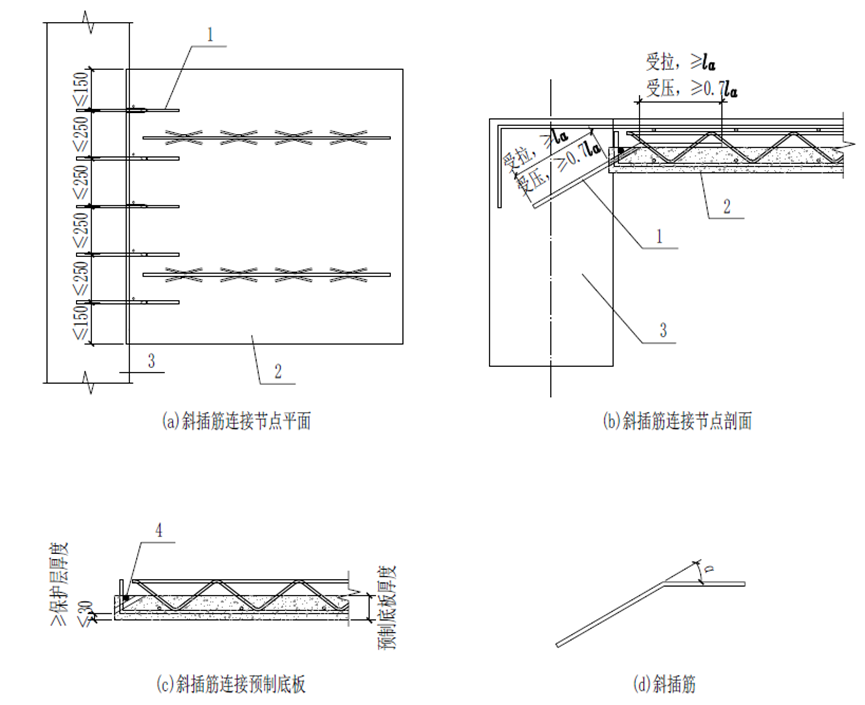 1
≤150
≤250
≤250
≤250
≤250
≤150
3
2
(a)斜插筋连接节点平面
受拉，≥la
受压，≥0.7la
受拉，≥la
受压，≥0.7la
2
1
3
(b)斜插筋连接节点剖面
4
≥保护层厚度
≤30
预制底板厚度
(c)斜插筋连接预制底板
α
(d)斜插筋